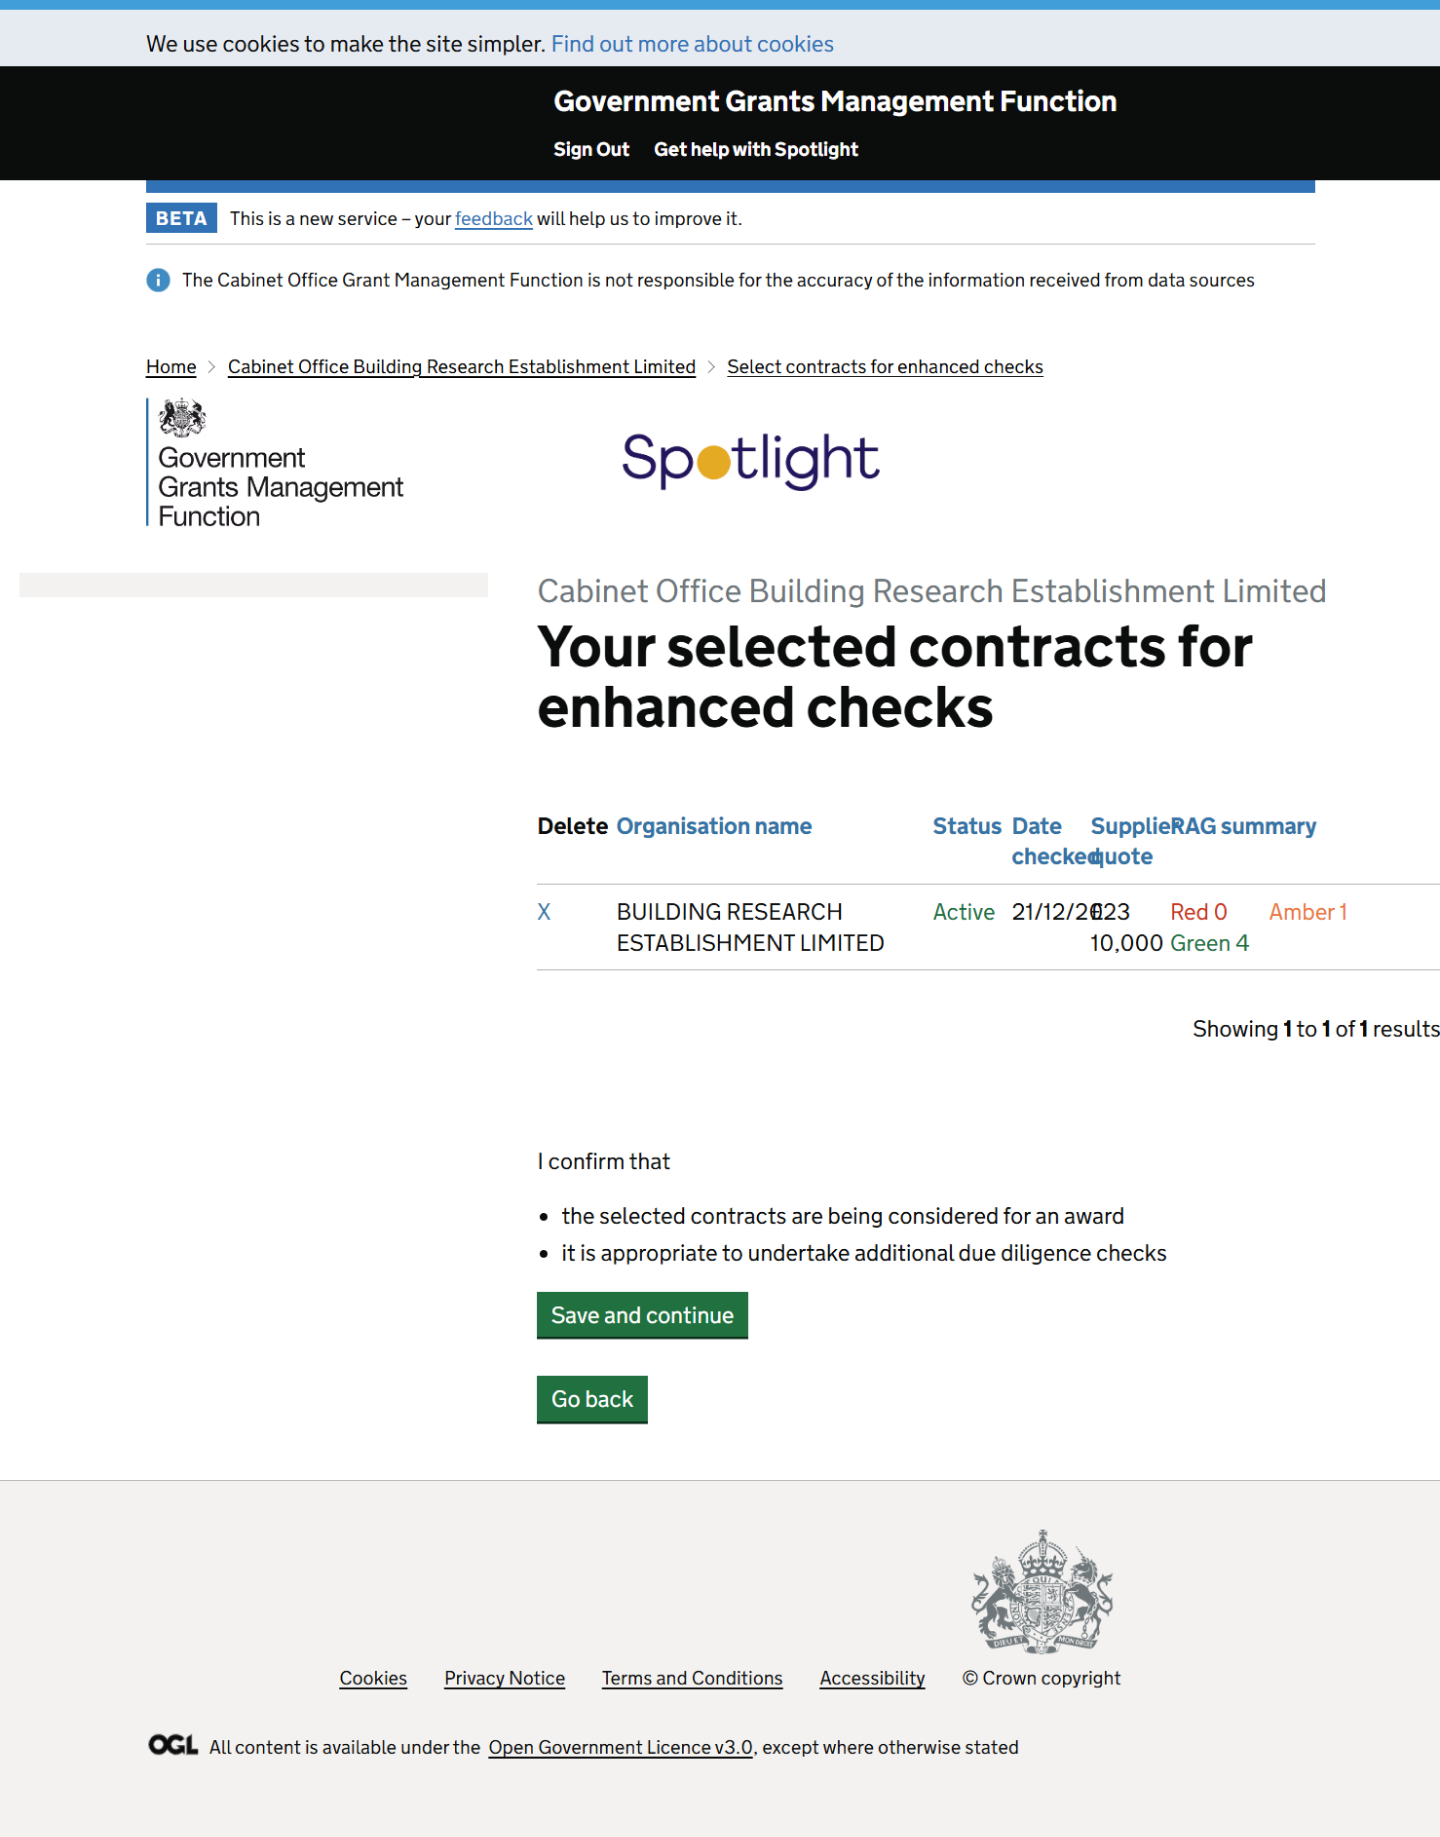 We use cookies to make the site simpler. Find out more about cookies
Government Grants Management Function
Sign Out Get help with Spotlight
BETA This is a new service – your feedback will help us to improve it.
The Cabinet Office Grant Management Function is not responsible for the accuracy of the information received from data sources
Home > Cabinet Office Building Research Establishment Limited > Select contracts for enhanced checks
Government
Grants Management
Function
Spotlight
Cabinet Office Building Research Establishment Limited
Your selected contracts for
enhanced checks
Delete Organisation name Status Date Supplier RAG summary
checked quote
X BUILDING RESEARCH Active 21/12/2023 £ Red 0 Amber 1
ESTABLISHMENT LIMITED 10,000 Green 4
Showing 1 to 1 of 1 results
I confirm that
• the selected contracts are being considered for an award
• it is appropriate to undertake additional due diligence checks
Save and continue
Go back
DIEU ET MON DROIT
Cookies Privacy Notice Terms and Conditions Accessibility © Crown copyright
OGL All content is available under the Open Government Licence v3.0, except where otherwise stated